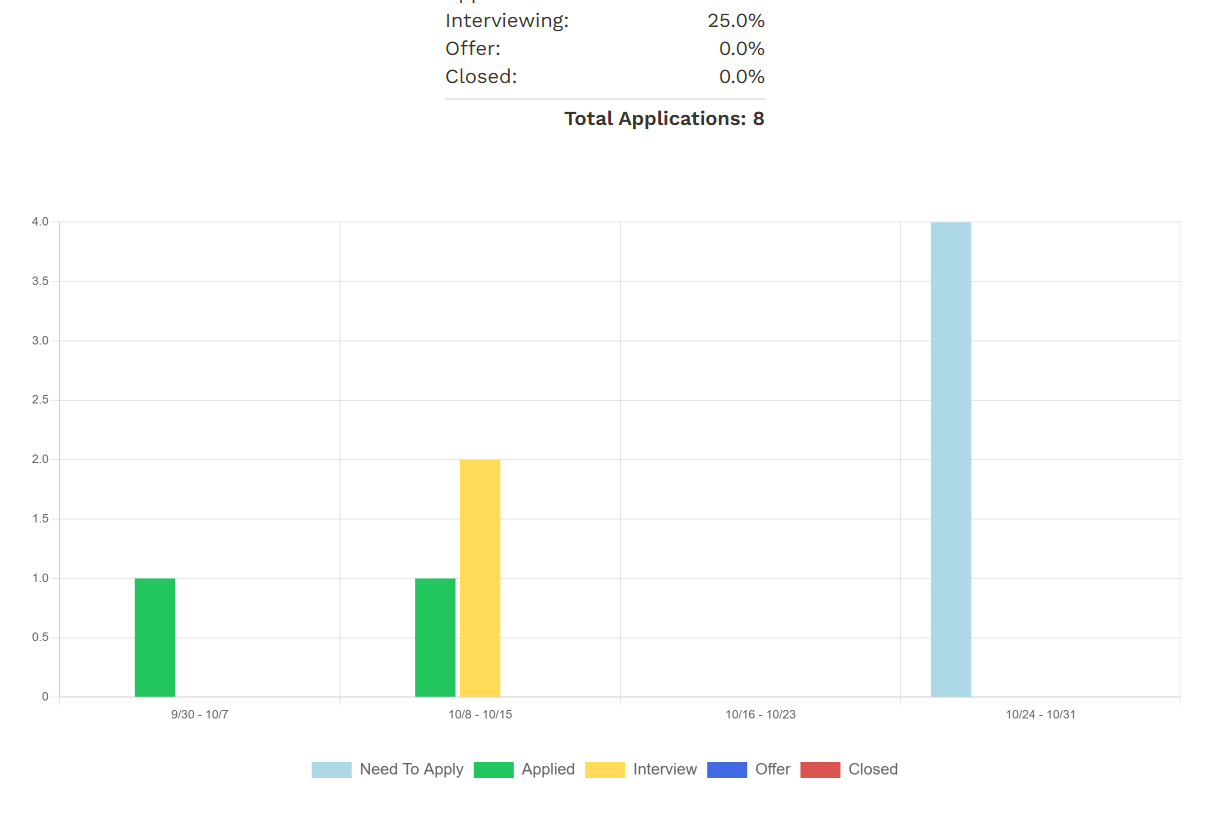 Interviewing: 25.0%
Offer: 0.0%
Closed: 0.0%
Total Applications: 8
4.0
3.5
3.0
2.5
2.0
1.5
1.0
0.5
0
9/30 - 10/7 10/8 - 10/15 10/16 - 10/23 10/24 - 10/31
Need To Apply Applied Interview Offer Closed